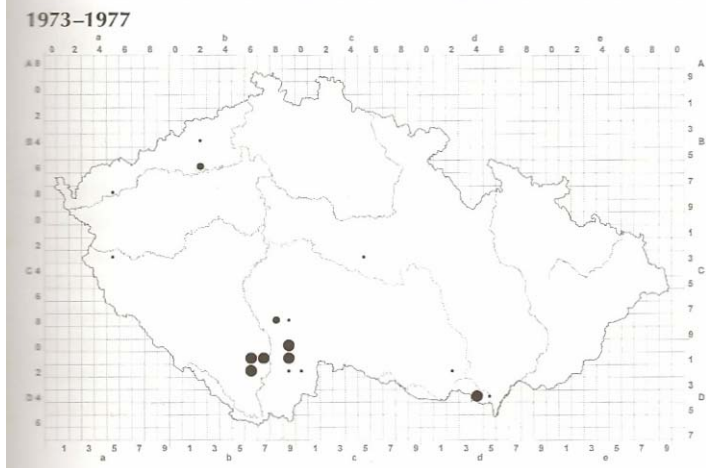 1973–1977
a b c d e
0 2 4 6 8 0 2 4 6 8 0 2 4 6 8 0 2 4 6 8 0 2 4 6 8 0
A 8 A
0 9
2 1
B 4 3
6 5 B
8 7
0 9
2 1
C 4 3
6 5 C
8 7
0 9
2 1
D 4 3 D
6 5
7
1 3 5 7 9 1 3 5 7 9 1 3 5 7 9 1 3 5 7 9 1 3 5 7 9
a b c d e